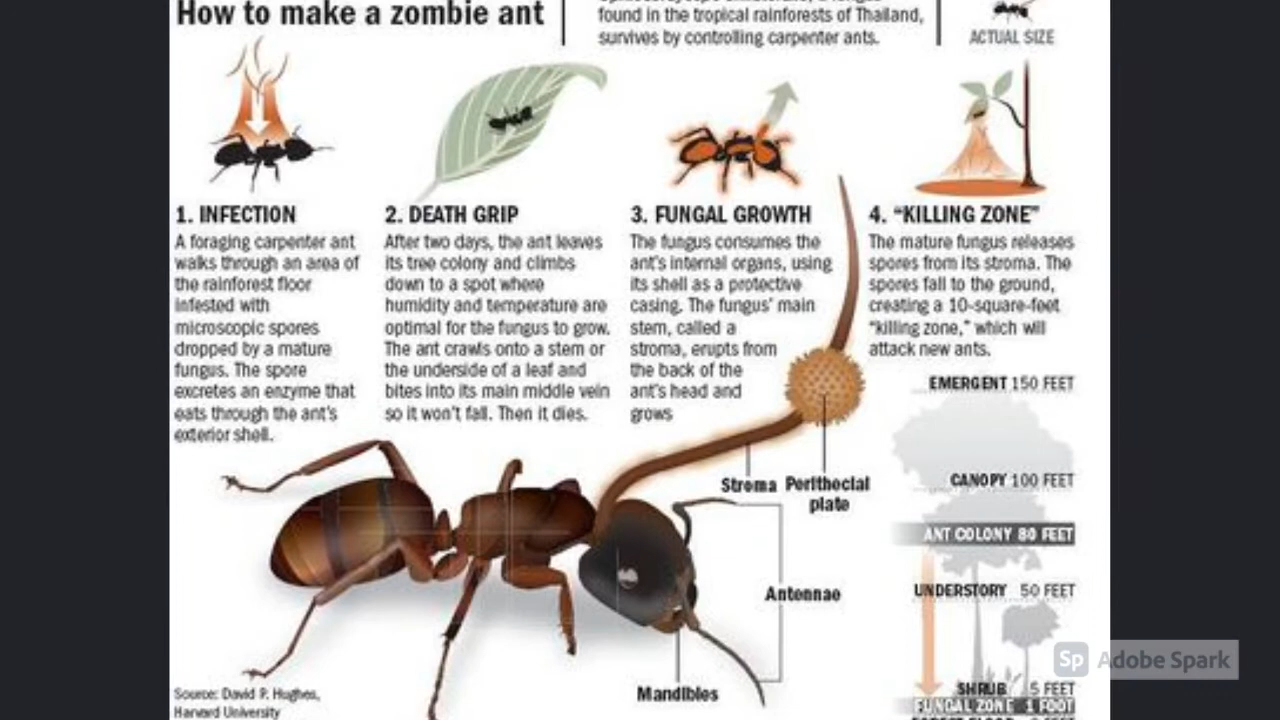 How to make a zombie ant
found in the tropical rainforests of Thailand,
survives by controlling carpenter ants.
ACTUAL SIZE
1. INFECTION
A foraging carpenter ant
walks through an area of
the rainforest floor
infested with
microscopic spores
dropped by a mature
fungus. The spore
excretes an enzyme that
eats through the ant's
exterior shell.
2. DEATH GRIP
After two days, the ant leaves
its tree colony and climbs
down to a spot where
humidity and temperature are
optimal for the fungus to grow.
The ant crawls onto a stem or
the underside of a leaf and
bites into its main middle vein
so it won't fall. Then it dies.
3. FUNGAL GROWTH
The fungus consumes the
ant's internal organs, using
its shell as a protective
casing. The fungus' main
stem, called a
stroma, erupts from
the back of the
ant's head and
grows
4. “KILLING ZONE”
The mature fungus releases
spores from its stroma. The
spores fall to the ground,
creating a 10-square-feet
“killing zone,” which will
attack new ants.
EMERGENT 150 FEET
CANOPY 100 FEET
ANT COLONY 80 FEET
UNDERSTORY 50 FEET
SHRUB 5 FEET
FUNGAL ZONE 1 FOOT
Stroma
Perithecial
plate
Antennae
Mandibles
Source: David P. Hughes,
Harvard University
Sp Adobe Spark